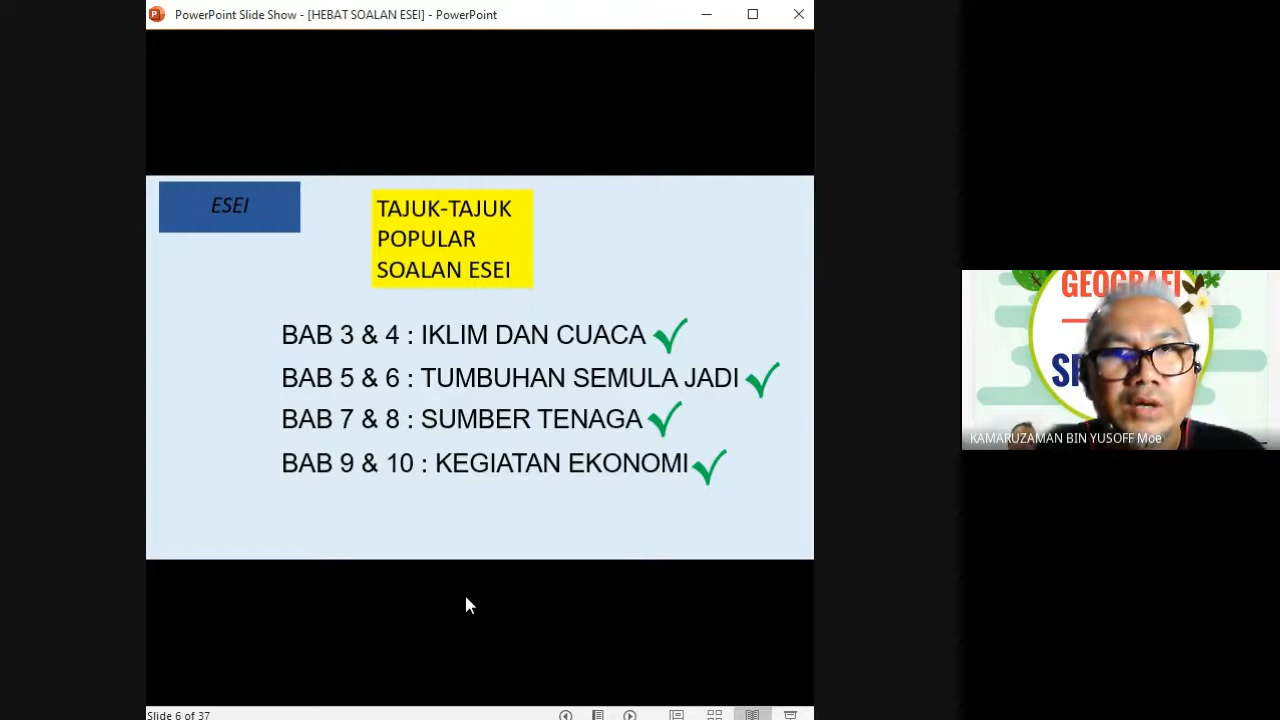 PowerPoint Slide Show - [HEBAT SOALAN ESEI] - PowerPoint
ESEI
TAJUK-TAJUK
POPULAR
SOALAN ESEI
BAB 3 & 4 : IKLIM DAN CUACA
BAB 5 & 6 : TUMBUHAN SEMULA JADI
BAB 7 & 8 : SUMBER TENAGA
BAB 9 & 10 : KEGIATAN EKONOMI
GEOGRAFI
KAMARUZAMAN BIN YUSOFF Moe
Slide 6 of 37